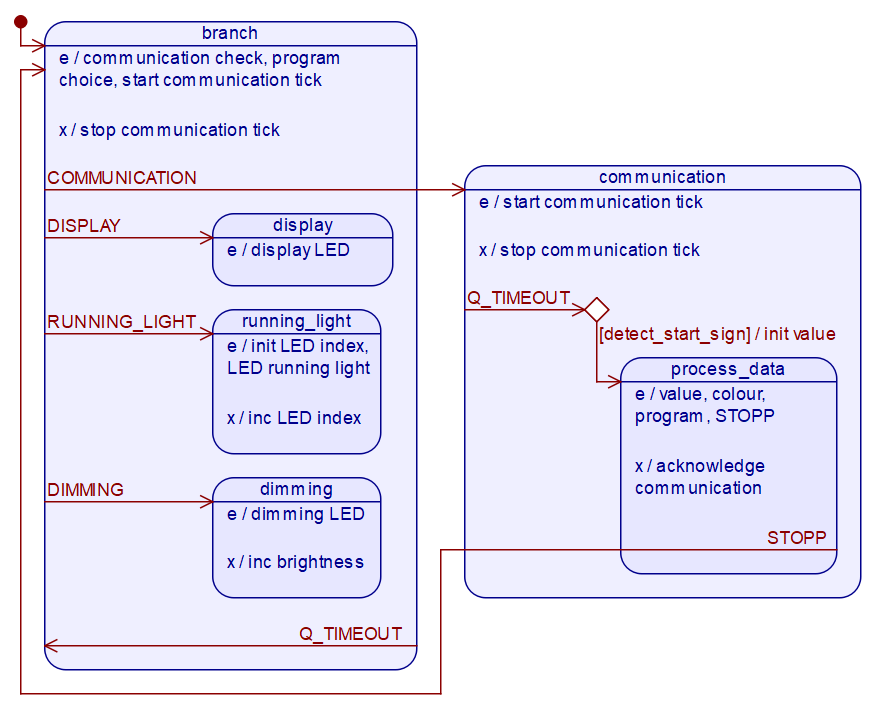 branch
e / communication check, program
choice, start communication tick
x / stop communication tick
COMMUNICATION
DISPLAY
display
e / display LED
RUNNING_LIGHT
running_light
e / init LED index,
LED running light
x / inc LED index
DIMMING
dimming
e / dimming LED
x / inc brightness
Q_TIMEOUT
communication
e / start communication tick
x / stop communication tick
Q_TIMEOUT
[detect_start_sign] / init value
process_data
e / value, colour,
program, STOPP
x / acknowledge
communication
STOPP